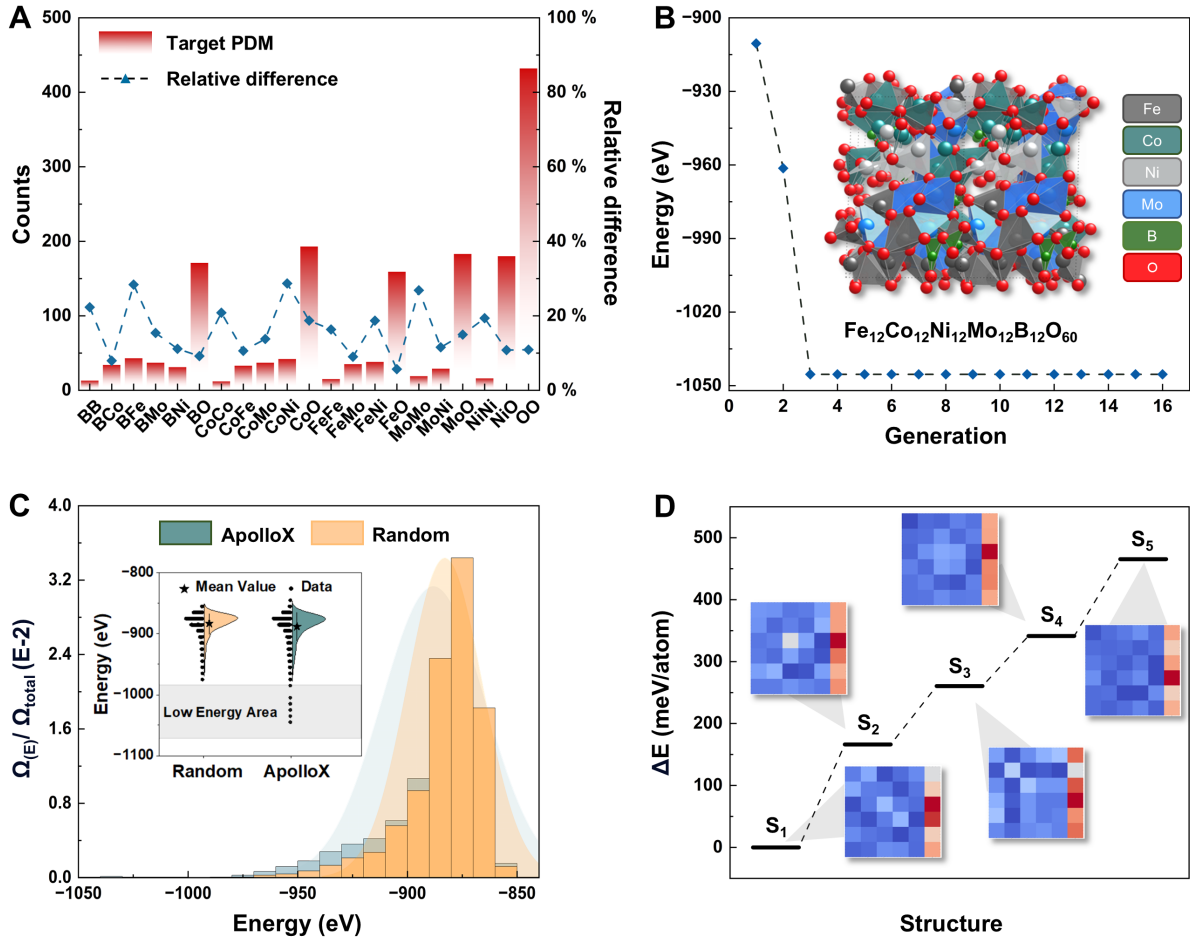 A
500
400
300
200
100
0
Counts
Target PDM
Relative difference
100 %
80 %
60 %
40 %
20 %
0 %
Relative difference
BB
BCo
BFe
BMo
BNi
BO
CoCo
CoFe
CoMo
CoNi
CoO
FeFe
FeMo
FeNi
FeO
MoMo
MoNi
MoO
NiNi
NiO
OO
B
−900
−930
−960
−990
−1020
-1050
Energy (eV)
Fe
Co
Ni
Mo
B
O
Fe₁₂Co₁₂Ni₁₂Mo₁₂B₁₂O₆₀
0
2
4
6
8
10
12
14
16
Generation
C
4.0
3.2
2.4
1.6
0.8
0.0
Ω(E)/ Ωtotal (E-2)
ApolloX
Random
−800
−900
−1000
−1100
Energy (eV)
★ Mean Value
• Data
Low Energy Area
Random
ApolloX
−1050
−1000
−950
−900
−850
Energy (eV)
D
500
400
300
200
100
0
ΔE (meV/atom)
S₁
S₂
S₃
S₄
S₅
Structure